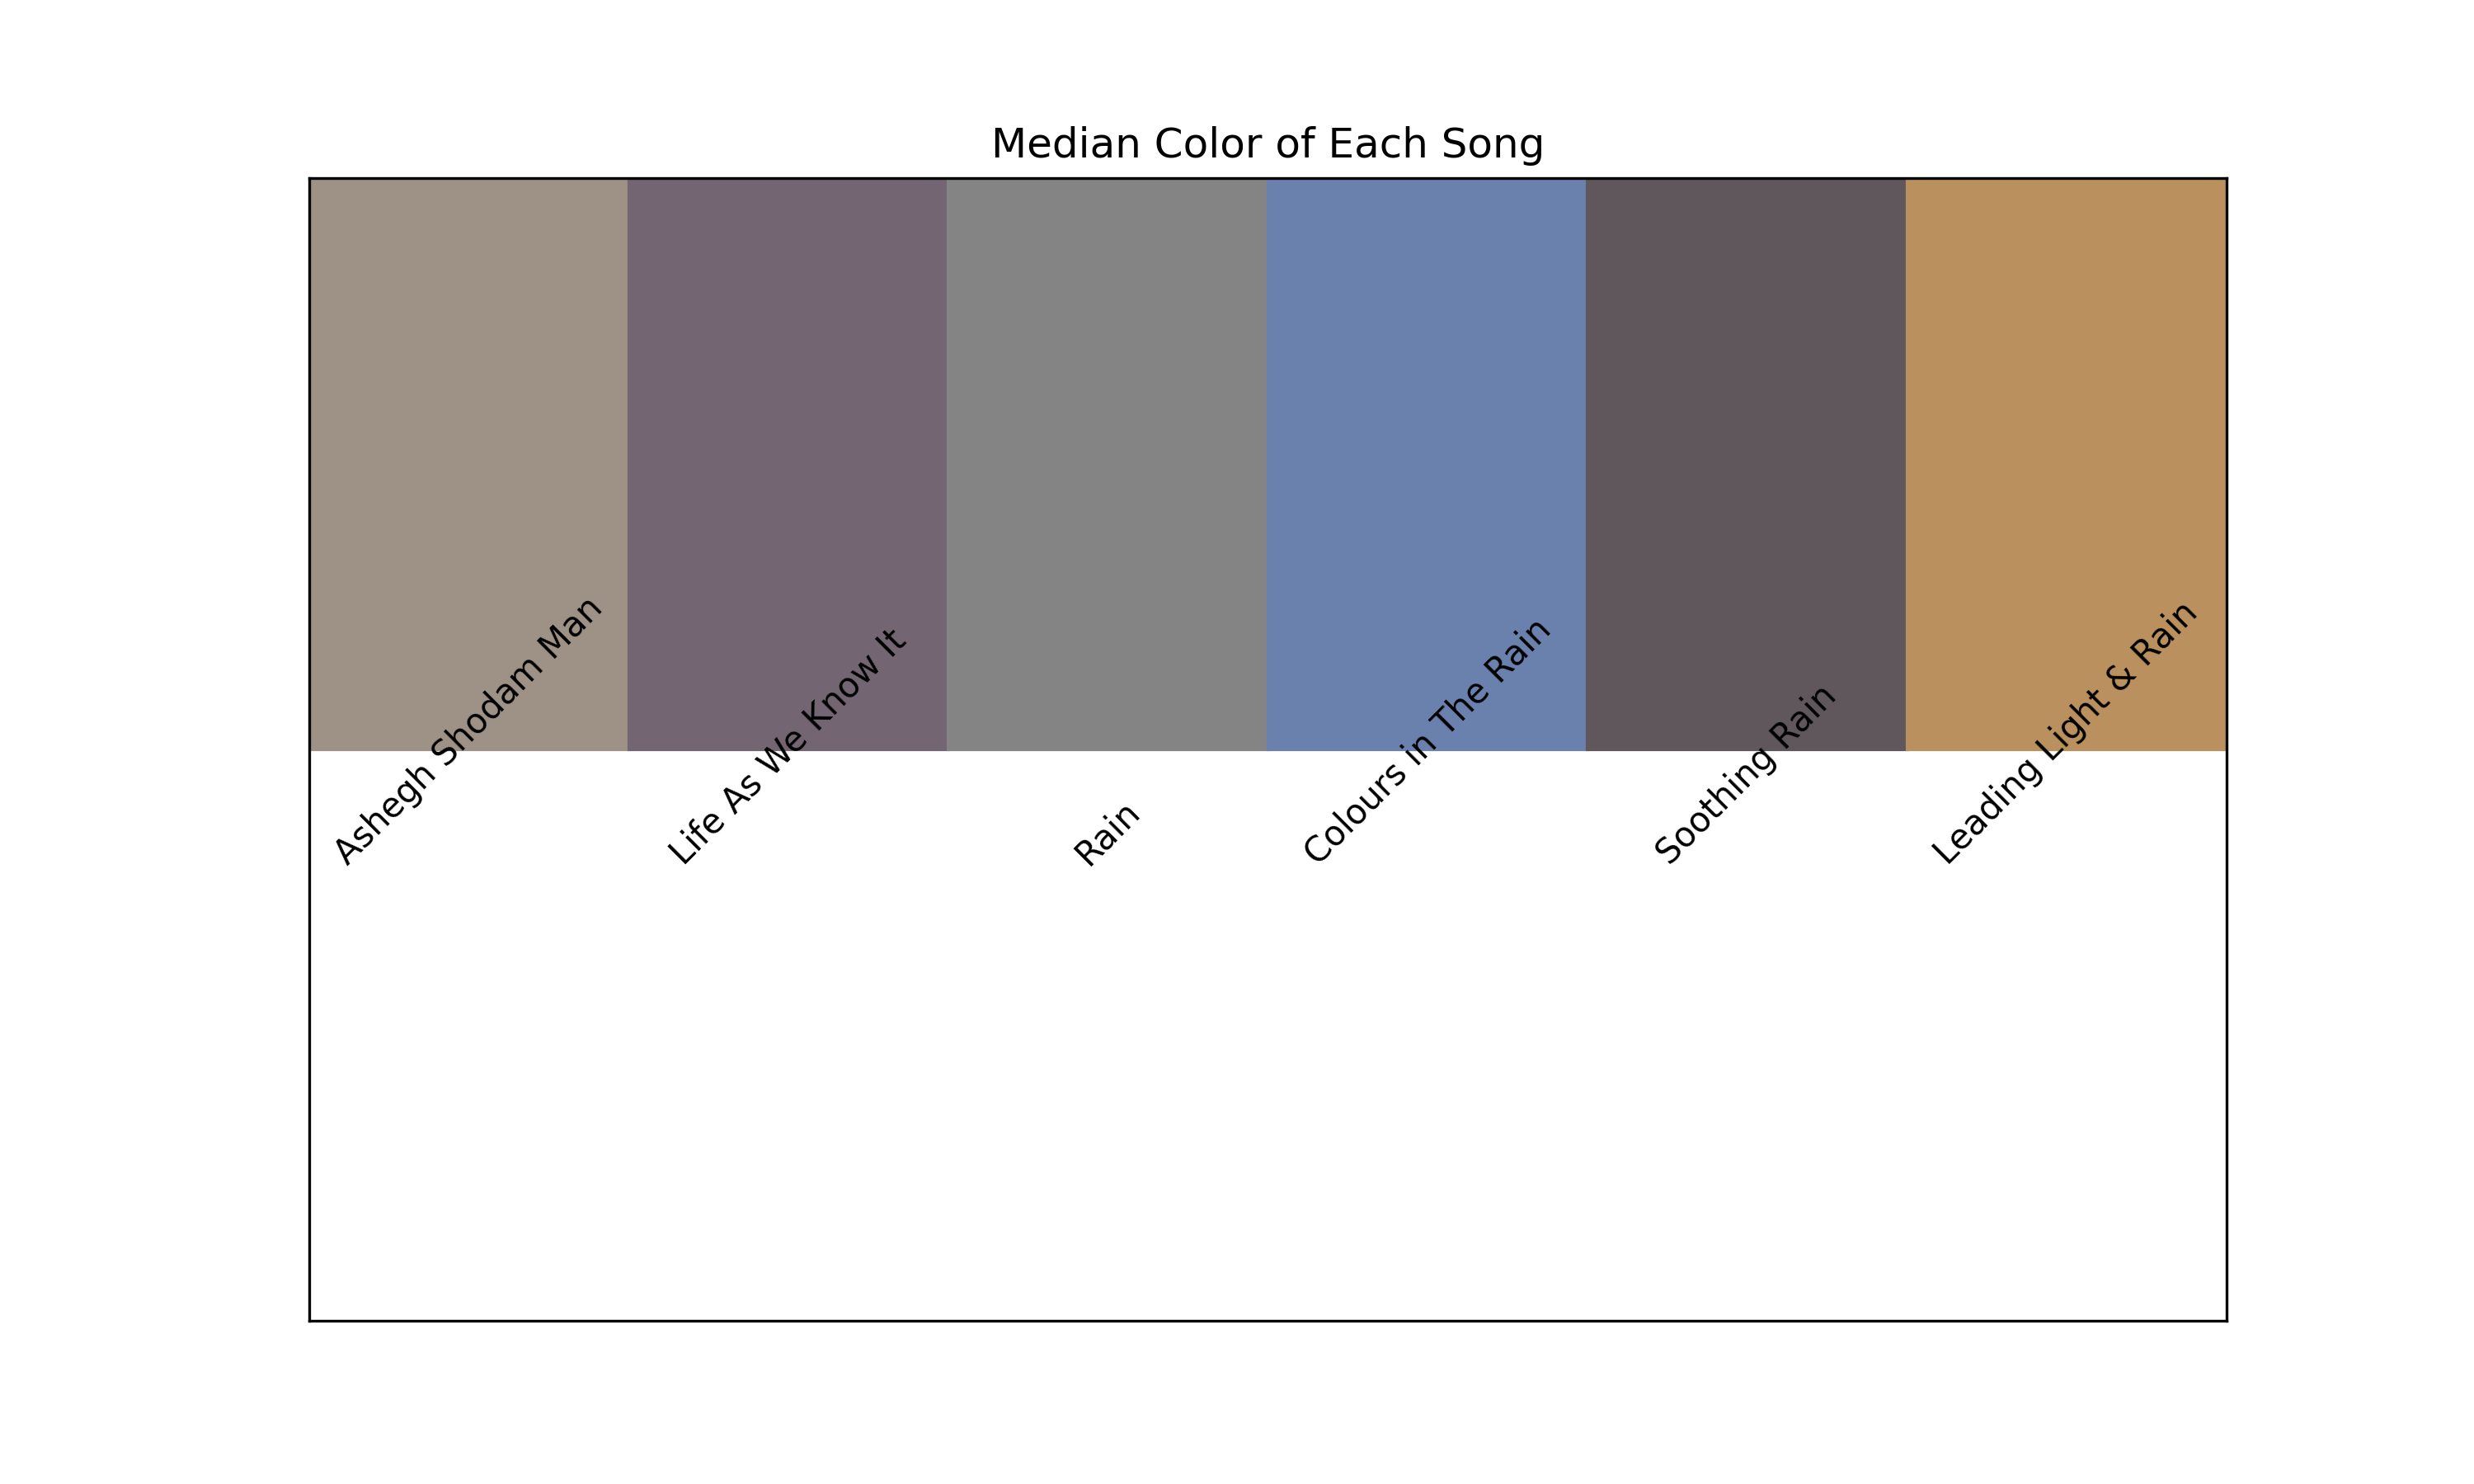 Median Color of Each Song
Ashegh Shodam Man
Life As We Know It
Rain
Colours in The Rain
Soothing Rain
Leading Light & Rain